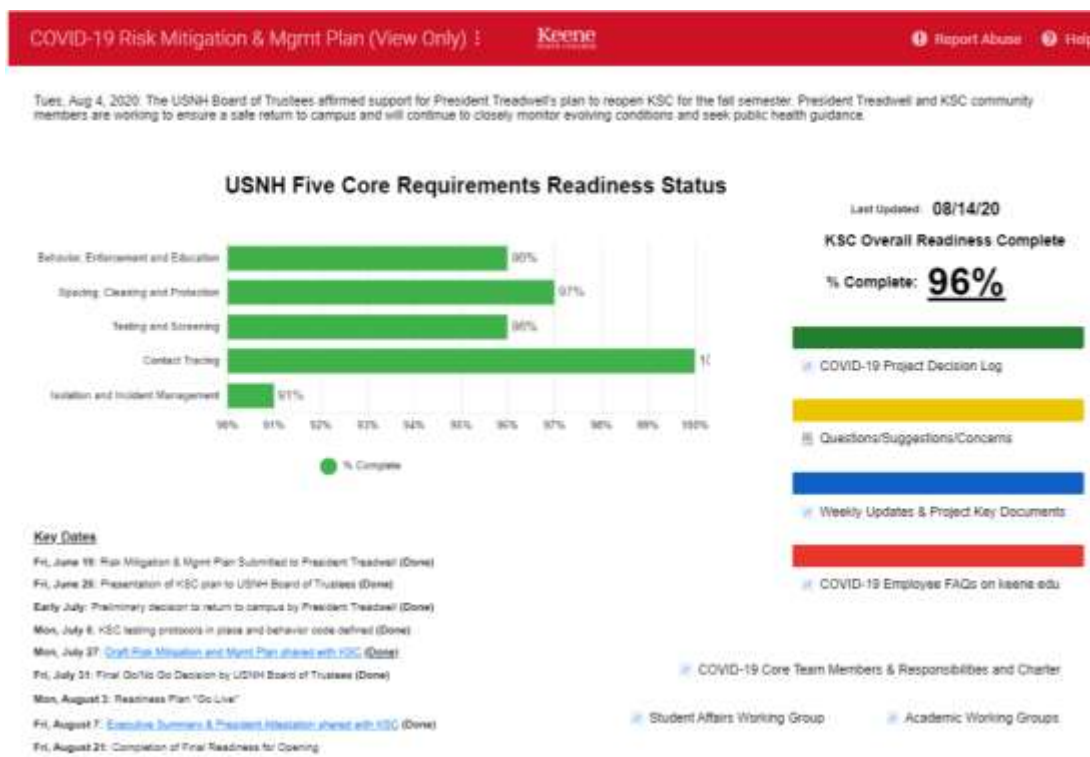 COVID-19 Risk Mitigation & Mgmt Plan (View Only)
Keene
Report Abuse
Help
Tues, Aug 4, 2020: The USNH Board of Trustees affirmed support for President Treadwell's plan to reopen KSC for the fall semester. President Treadwell and KSC community
members are working to ensure a safe return to campus and will continue to closely monitor evolving conditions and seek public health guidance.
USNH Five Core Requirements Readiness Status
Last Updated: 08/14/20
KSC Overall Readiness Complete
% Complete: 96%
Behavior, Enforcement and Education
96%
Spacing, Cleaning and Protection
97%
Testing and Screening
96%
Contact Tracing
10
Isolation and Incident Management
91%
90% 91% 92% 93% 94% 95% 96% 97% 98% 99% 100%
% Complete
COVID-19 Project Decision Log
Questions/Suggestions/Concerns
Weekly Updates & Project Key Documents
COVID-19 Employee FAQs on keene.edu
Key Dates
Fri, June 19: Risk Mitigation & Mgmt Plan Submitted to President Treadwell (Done)
Fri, June 26: Presentation of KSC plan to USNH Board of Trustees (Done)
Early July: Preliminary decision to return to campus by President Treadwell (Done)
Mon, July 6: KSC testing protocols in place and behavior code defined (Done)
Mon, July 27: Draft Risk Mitigation and Mgmt Plan shared with KSC (Done)
Fri, July 31: Final Go/No Go Decision by USNH Board of Trustees (Done)
Mon, August 3: Readiness Plan "Go Live"
Fri, August 7: Executive Summary & President Attestation shared with KSC (Done)
Fri, August 21: Completion of Final Readiness for Opening
COVID-19 Core Team Members & Responsibilities and Charter
Student Affairs Working Group
Academic Working Groups